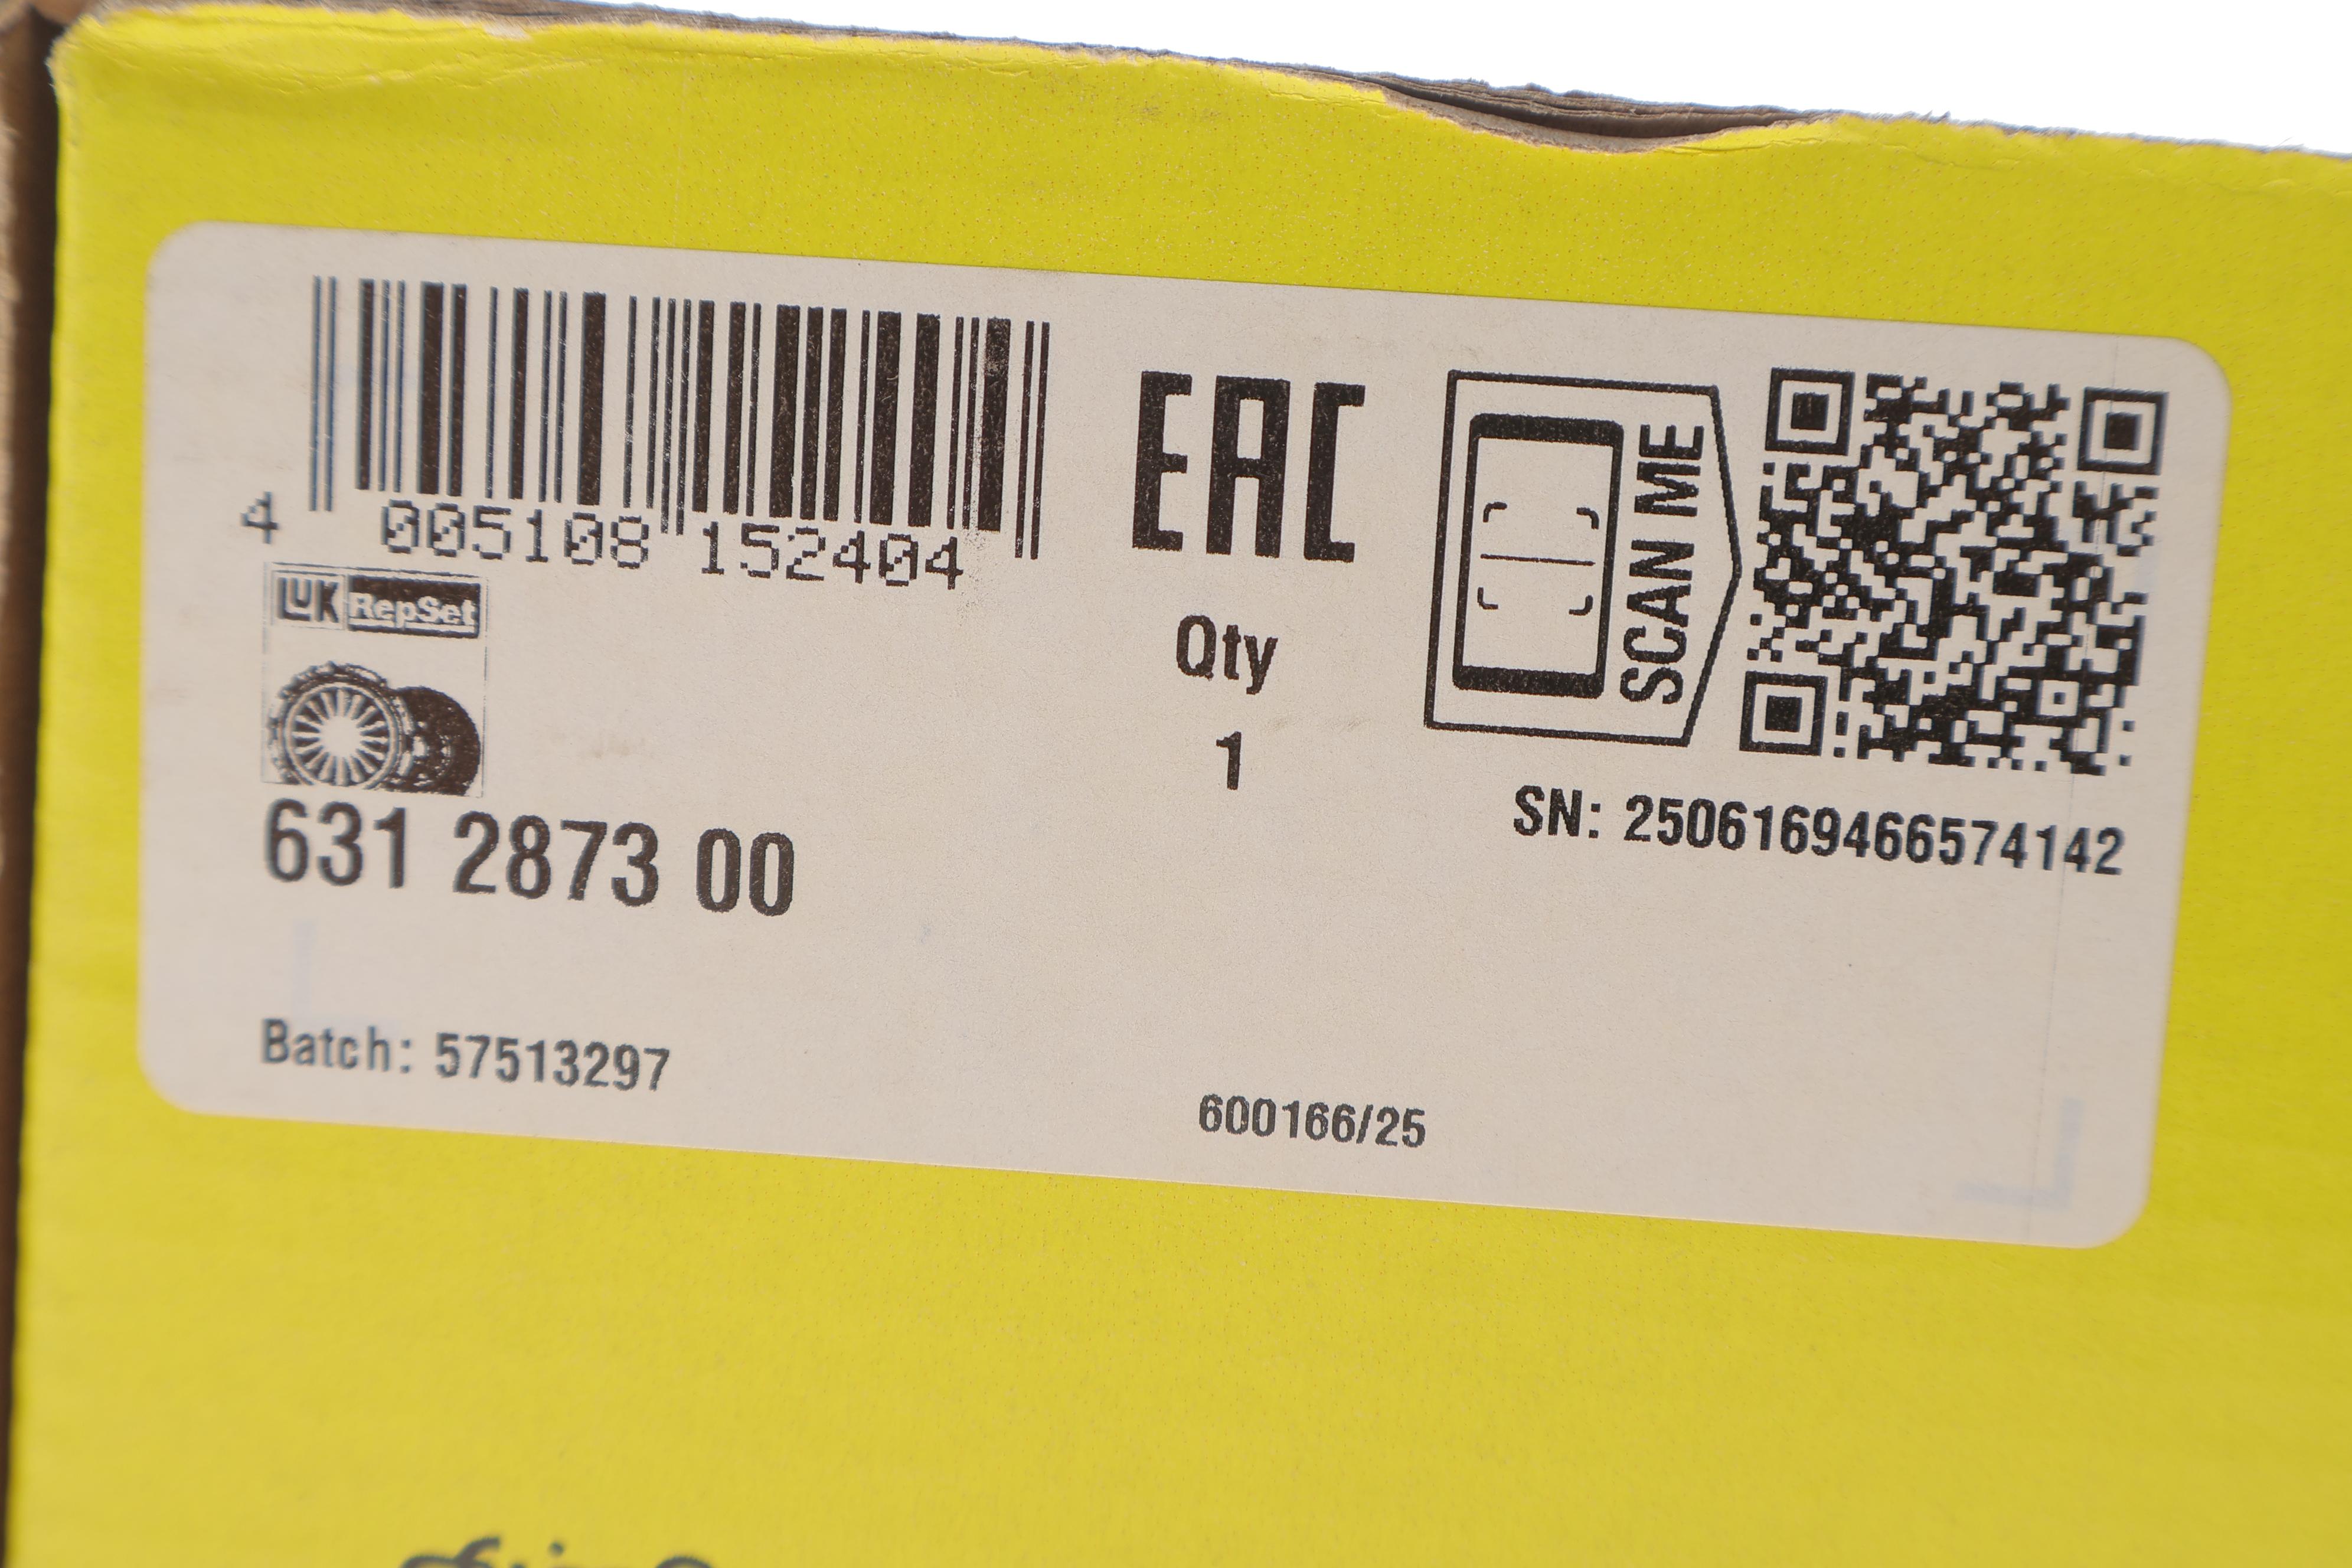 4 005108 152404
EAC
SCAN ME
LuK RepSet
Qty
1
631 2873 00
SN: 2506169466574142
Batch: 57513297
600166/25